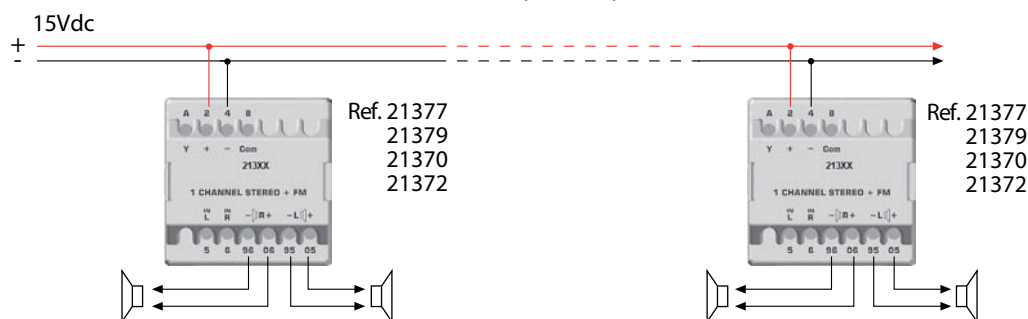 15Vdc
+
-
A 2 4 8
Y + - Com
213XX
1 CHANNEL STEREO + FM
IN L IN R - R + - L +
5 6 96 06 95 05
Ref. 21377
21379
21370
21372
A 2 4 8
Y + - Com
213XX
1 CHANNEL STEREO + FM
IN L IN R - R + - L +
5 6 96 06 95 05
Ref. 21377
21379
21370
21372